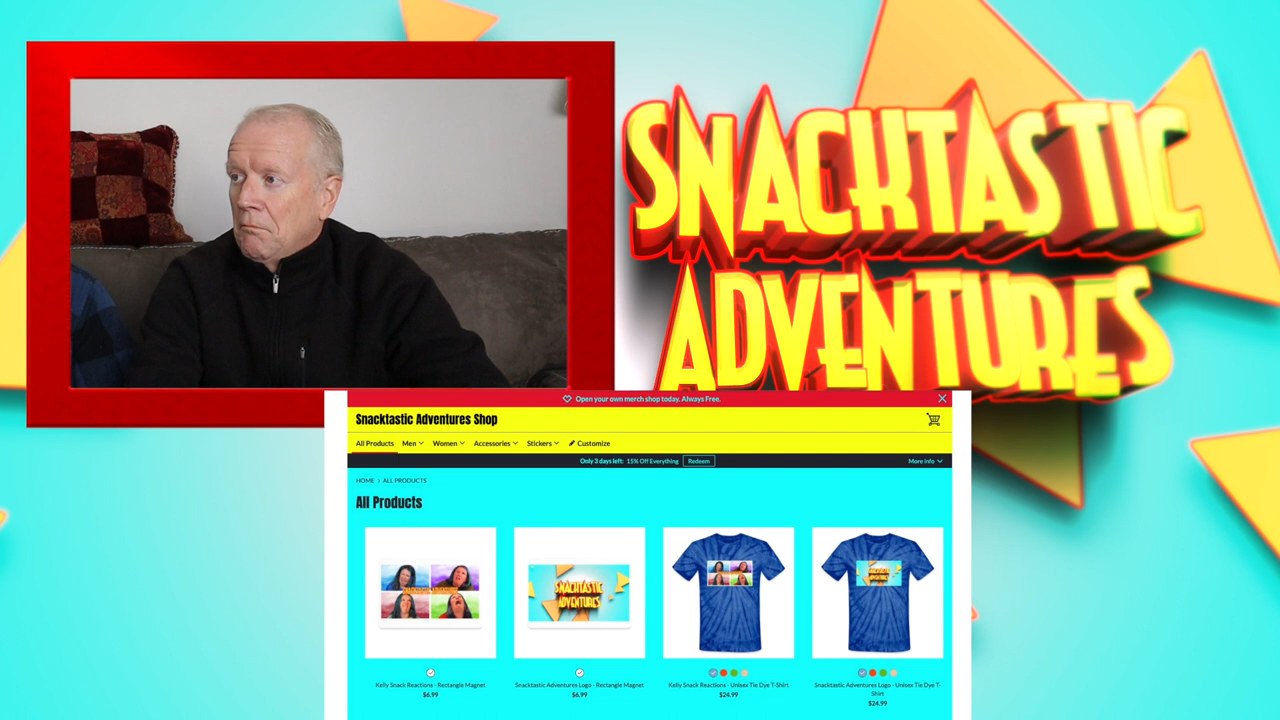 SNACKTASTIC
ADVENTURES
Open your own merch shop today. Always Free.
Snacktastic Adventures Shop
All Products Men Women Accessories Stickers Customize
Only 3 days left: 15% Off Everything Redeem More info
HOME > ALL PRODUCTS
All Products
SNACKTASTIC
ADVENTURES
Kelly Snack Reactions - Rectangle Magnet
$6.99
Snacktastic Adventures Logo - Rectangle Magnet
$6.99
Kelly Snack Reactions - Unisex Tie Dye T-Shirt
$24.99
Snacktastic Adventures Logo - Unisex Tie Dye T-
Shirt
$24.99